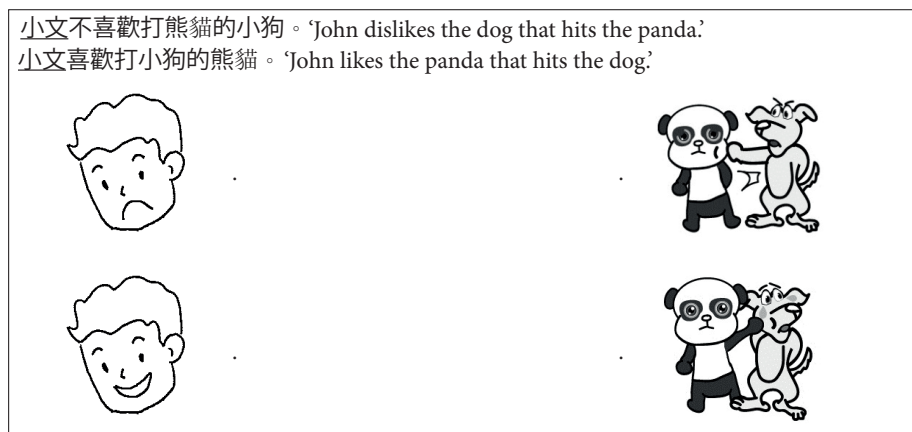 小文不喜歡打熊貓的小狗。‘John dislikes the dog that hits the panda.’
小文喜歡打小狗的熊貓。‘John likes the panda that hits the dog.’